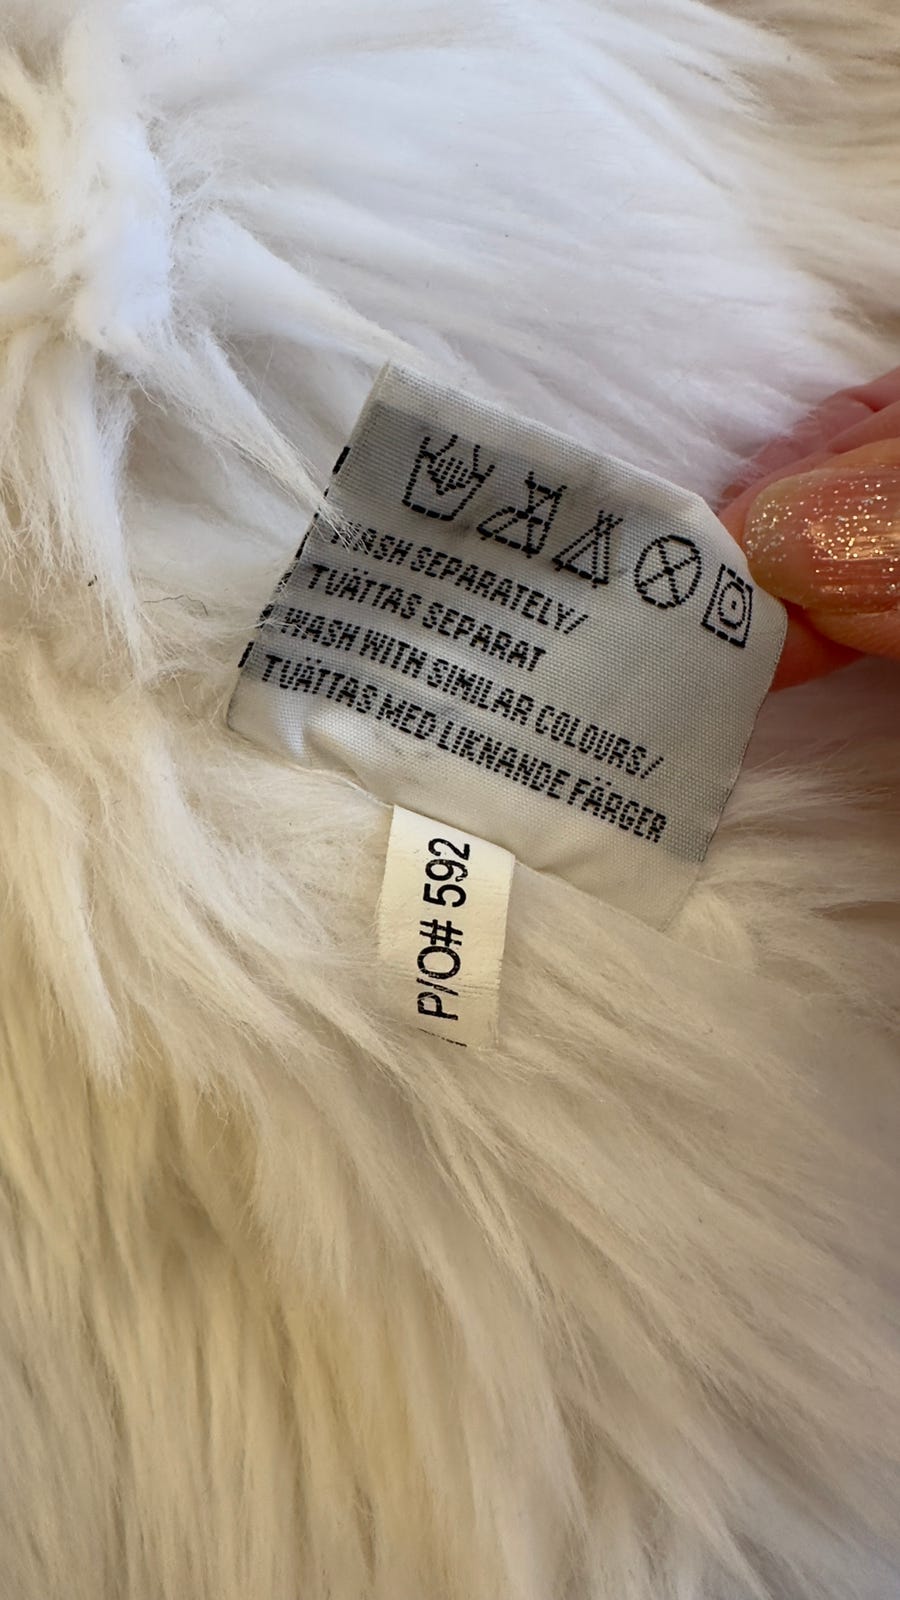 WASH SEPARATELY/
TVÄTTAS SEPARAT
WASH WITH SIMILAR COLOURS/
TVÄTTAS MED LIKNANDE FÄRGER
P/O# 592